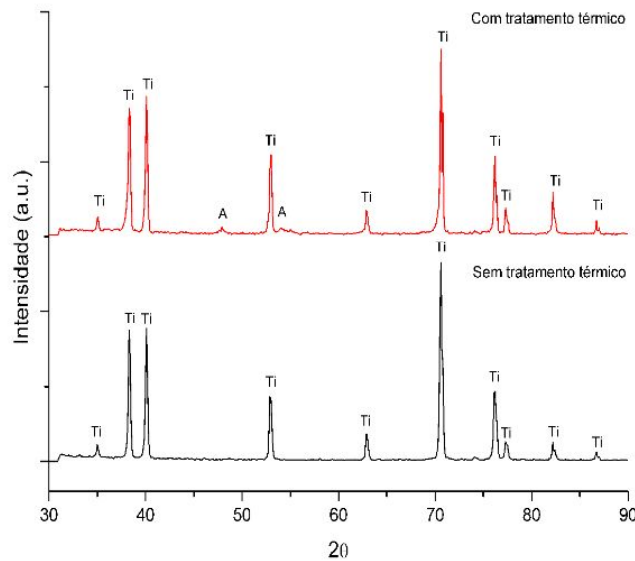 Com tratamento térmico
Ti
Ti
Ti
Ti
A
Ti
A
Ti
Ti
Ti
Ti
Ti
Sem tratamento térmico
Ti
Ti
Ti
Ti
Ti
Ti
Ti
Ti
Ti
Ti
Intensidade (a.u.)
30 40 50 60 70 80 90
2θ